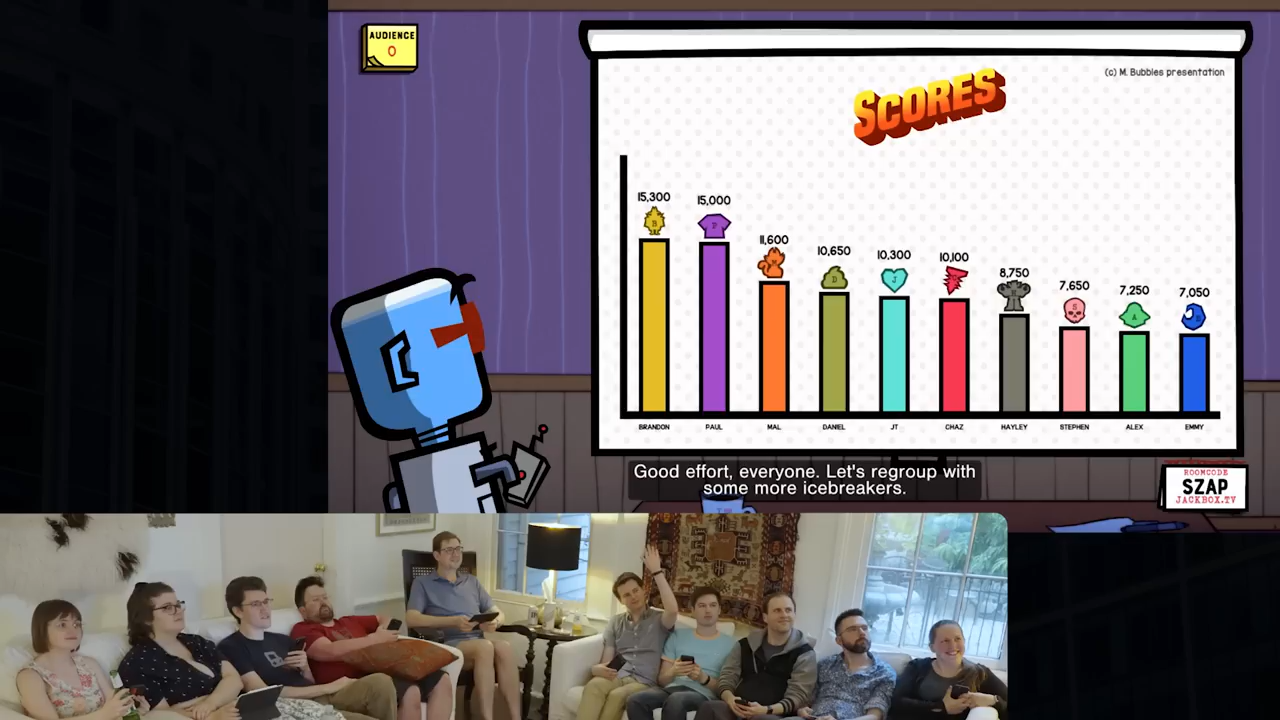 AUDIENCE
0
(c) M. Bubbles presentation
SCORES
15,300
15,000
11,600
10,650
10,300
10,100
8,750
7,650
7,250
7,050
B
P
D
J
S
A
BRANDON
PAUL
MAL
DANIEL
JT
CHAZ
HAYLEY
STEPHEN
ALEX
EMMY
Good effort, everyone. Let's regroup with
some more icebreakers.
ROOMCODE
SZAP
JACKBOX.TV